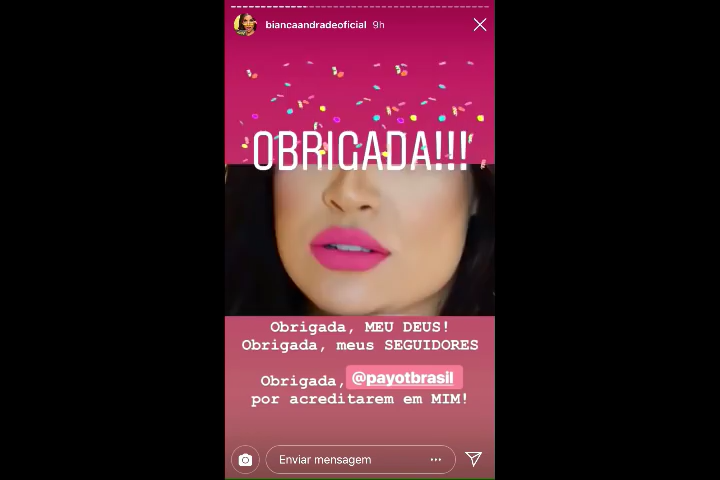 biancaandradeoficial 9h
OBRIGADA!!!
Obrigada, MEU DEUS!
Obrigada, meus SEGUIDORES
Obrigada, @payotbrasil
por acreditarem em MIM!
Enviar mensagem